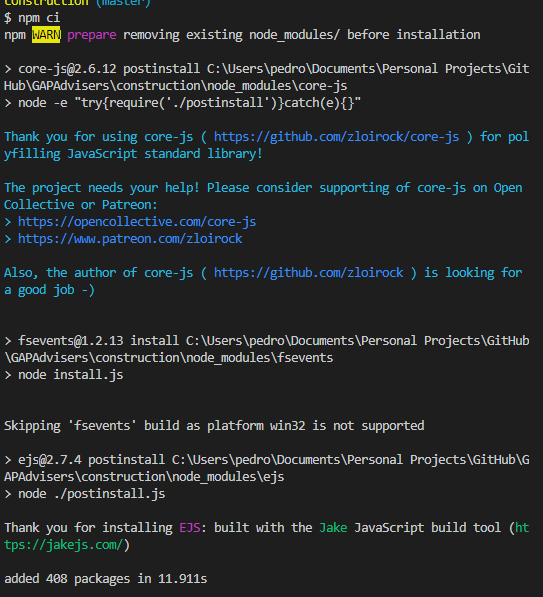 construction (master)
$ npm ci
npm WARN prepare removing existing node_modules/ before installation
> core-js@2.6.12 postinstall C:\Users\pedro\Documents\Personal Projects\Git
Hub\GAPAdvisers\construction\node_modules\core-js
> node -e "try{require('./postinstall')}catch(e){}"
Thank you for using core-js ( https://github.com/zloirock/core-js ) for pol
yfilling JavaScript standard library!
The project needs your help! Please consider supporting of core-js on Open
Collective or Patreon:
> https://opencollective.com/core-js
> https://www.patreon.com/zloirock
Also, the author of core-js ( https://github.com/zloirock ) is looking for
a good job -)
> fsevents@1.2.13 install C:\Users\pedro\Documents\Personal Projects\GitHub
\GAPAdvisers\construction\node_modules\fsevents
> node install.js
Skipping 'fsevents' build as platform win32 is not supported
> ejs@2.7.4 postinstall C:\Users\pedro\Documents\Personal Projects\GitHub\G
APAdvisers\construction\node_modules\ejs
> node ./postinstall.js
Thank you for installing EJS: built with the Jake JavaScript build tool (ht
tps://jakejs.com/)
added 408 packages in 11.911s